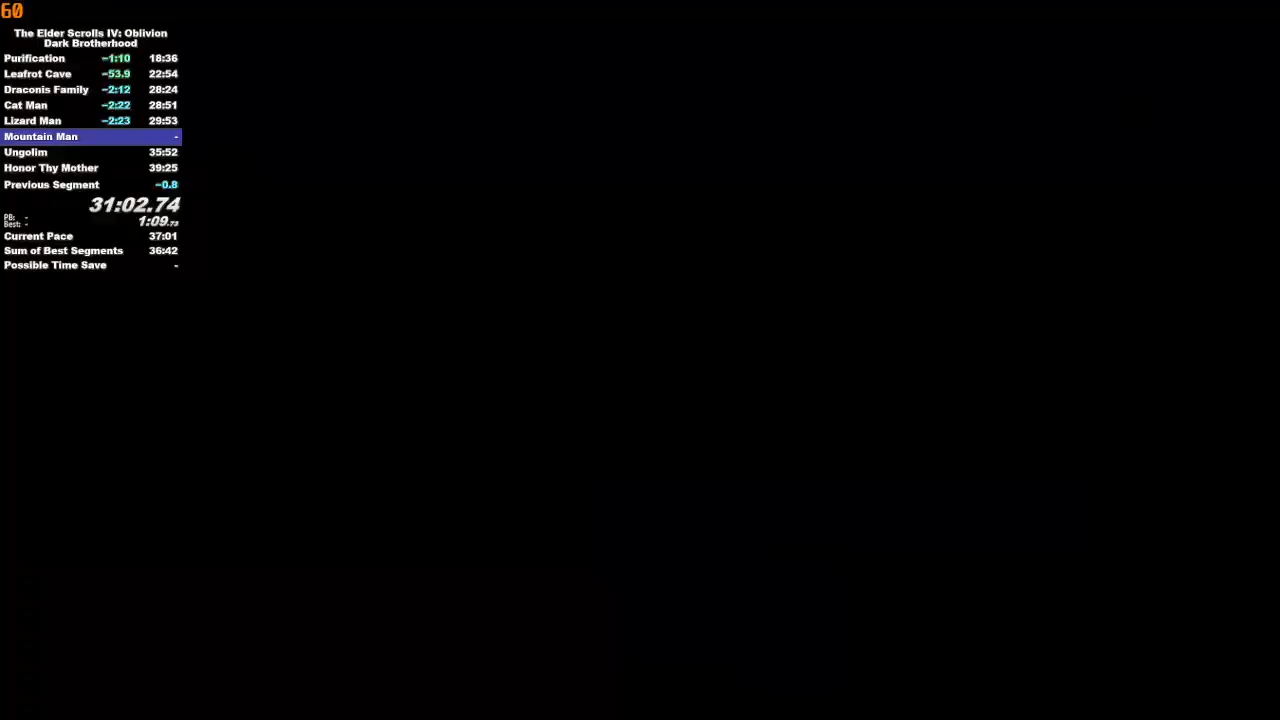 60
The Elder Scrolls IV: Oblivion
Dark Brotherhood
Purification −1:10 18:36
Leafrot Cave −53.9 22:54
Draconis Family −2:12 28:24
Cat Man −2:22 28:51
Lizard Man −2:23 29:53
Mountain Man -
Ungolim 35:52
Honor Thy Mother 39:25
Previous Segment −0.8
31:02.74
PB: - 1:09.73
Best: -
Current Pace 37:01
Sum of Best Segments 36:42
Possible Time Save -